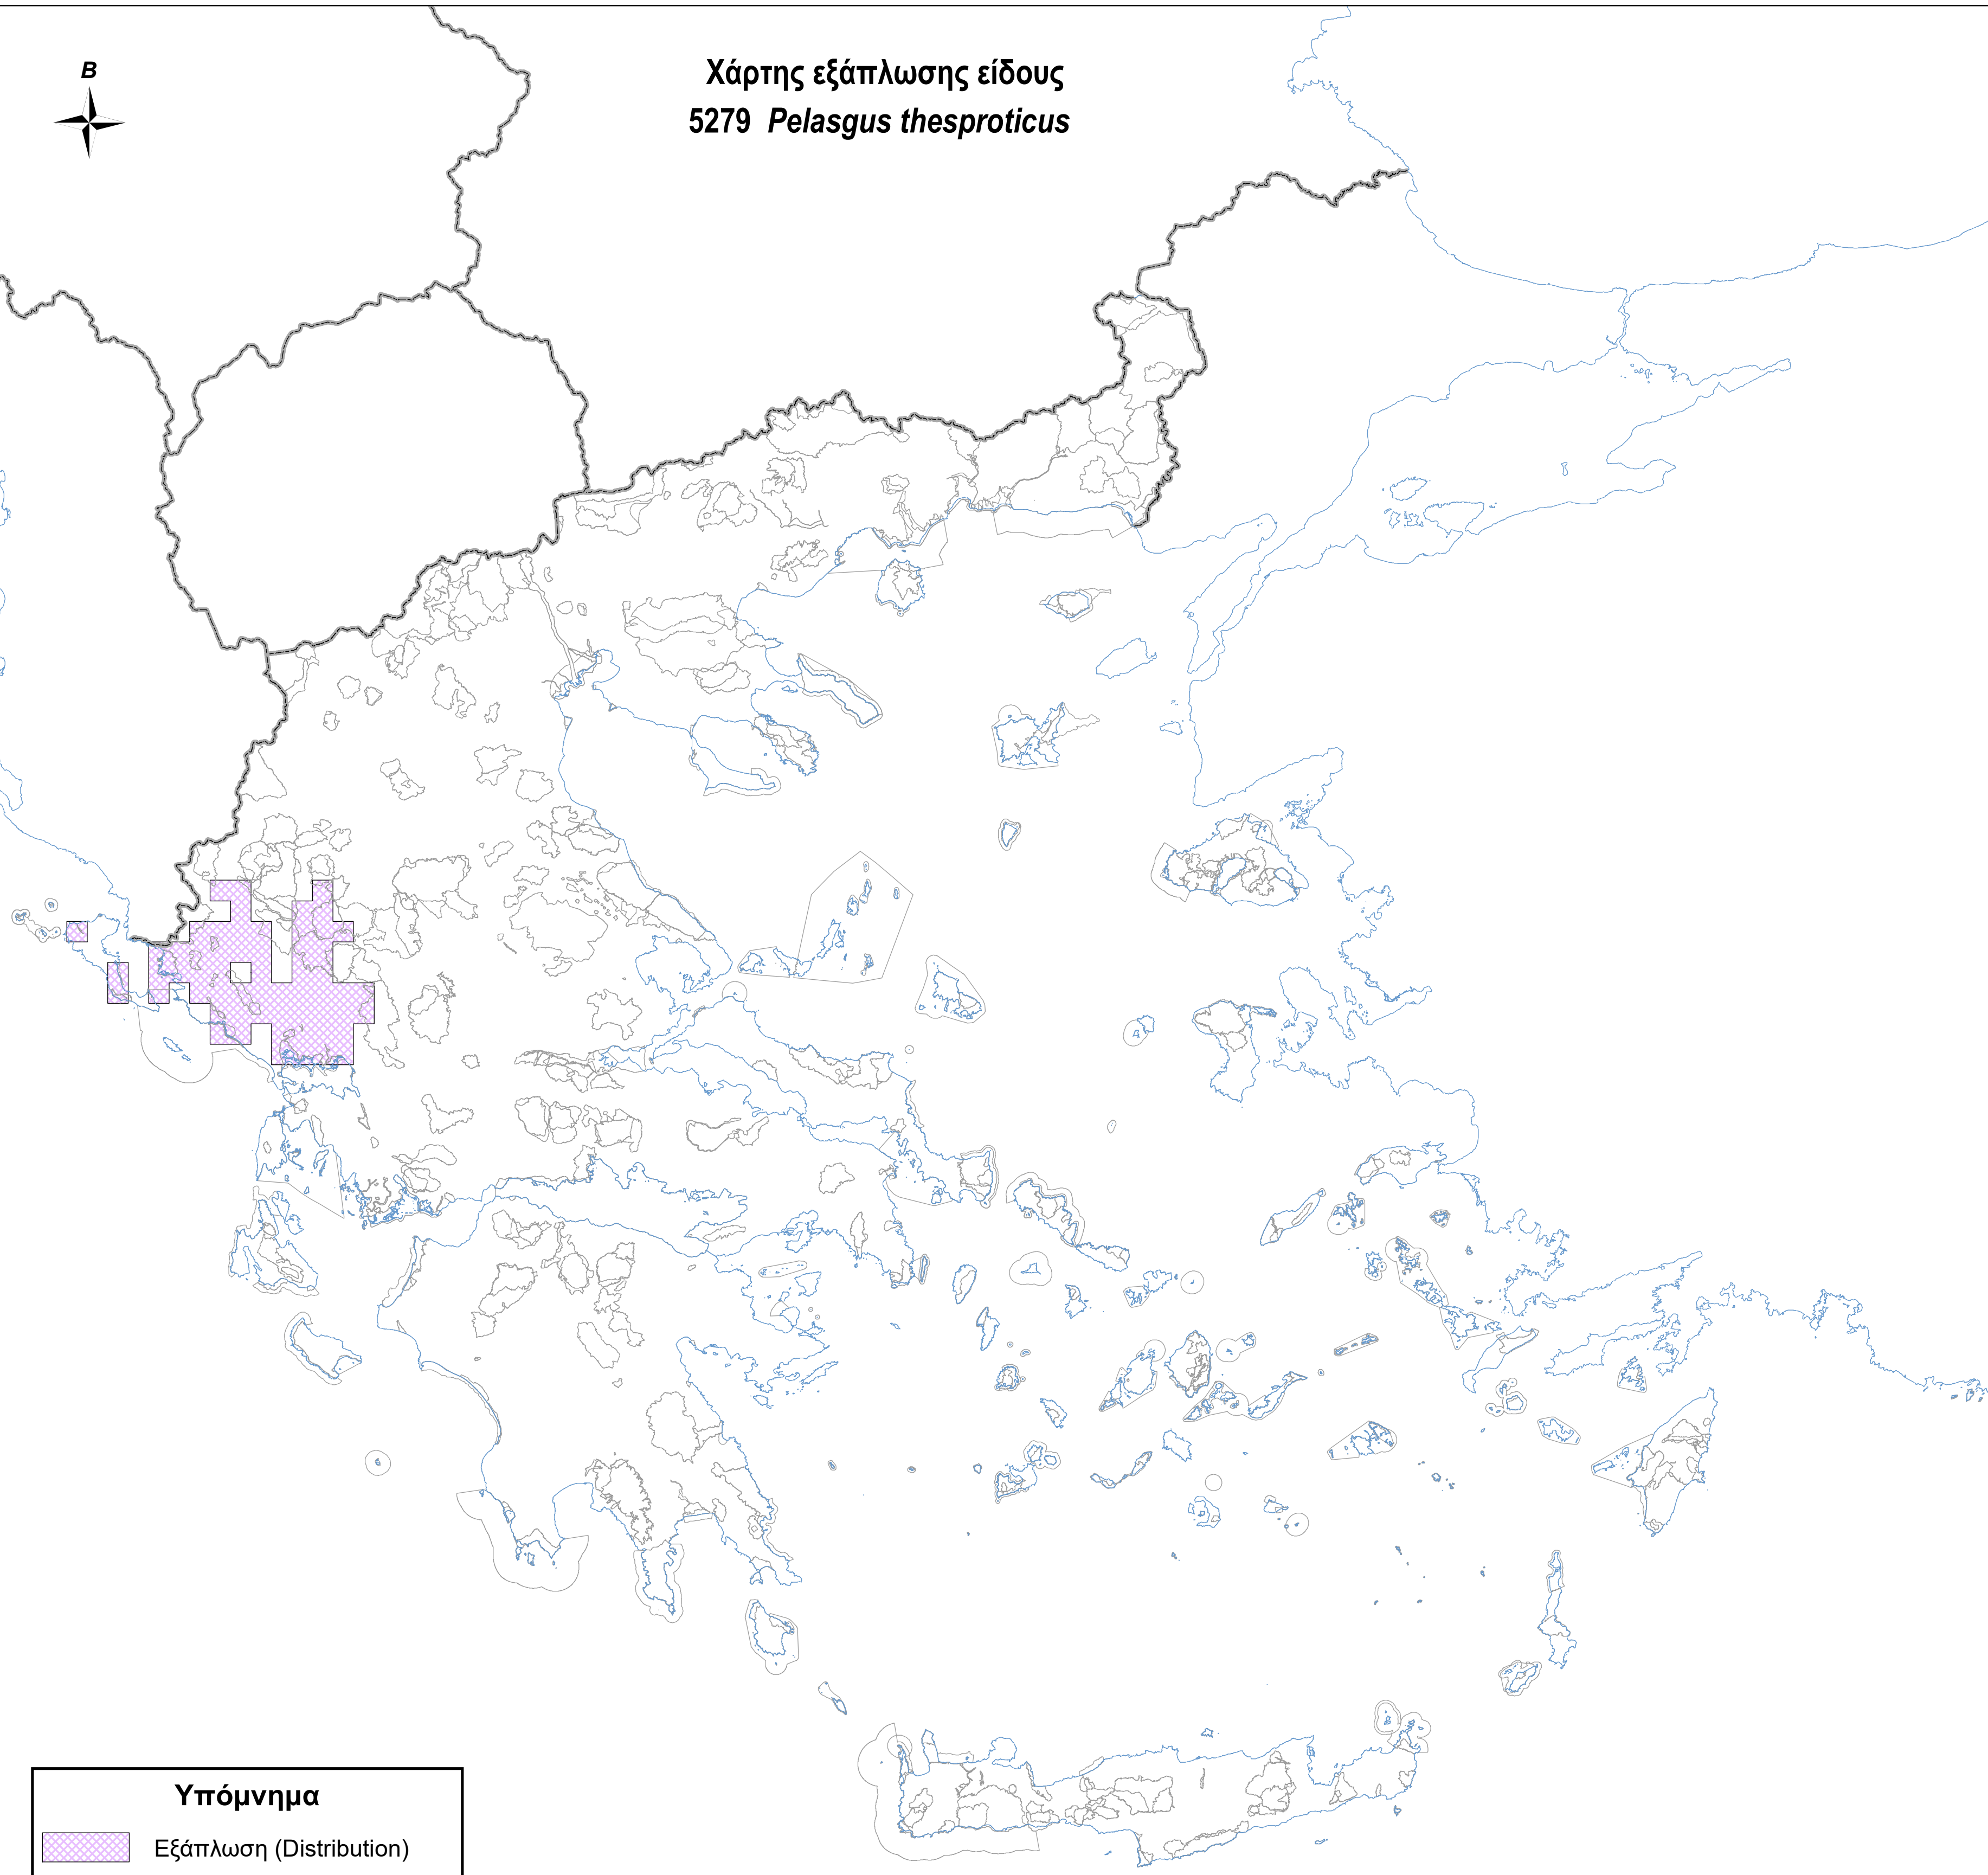 Χάρτης εξάπλωσης είδους
5279 Pelasgus thesproticus
Β
Υπόμνημα
Εξάπλωση (Distribution)